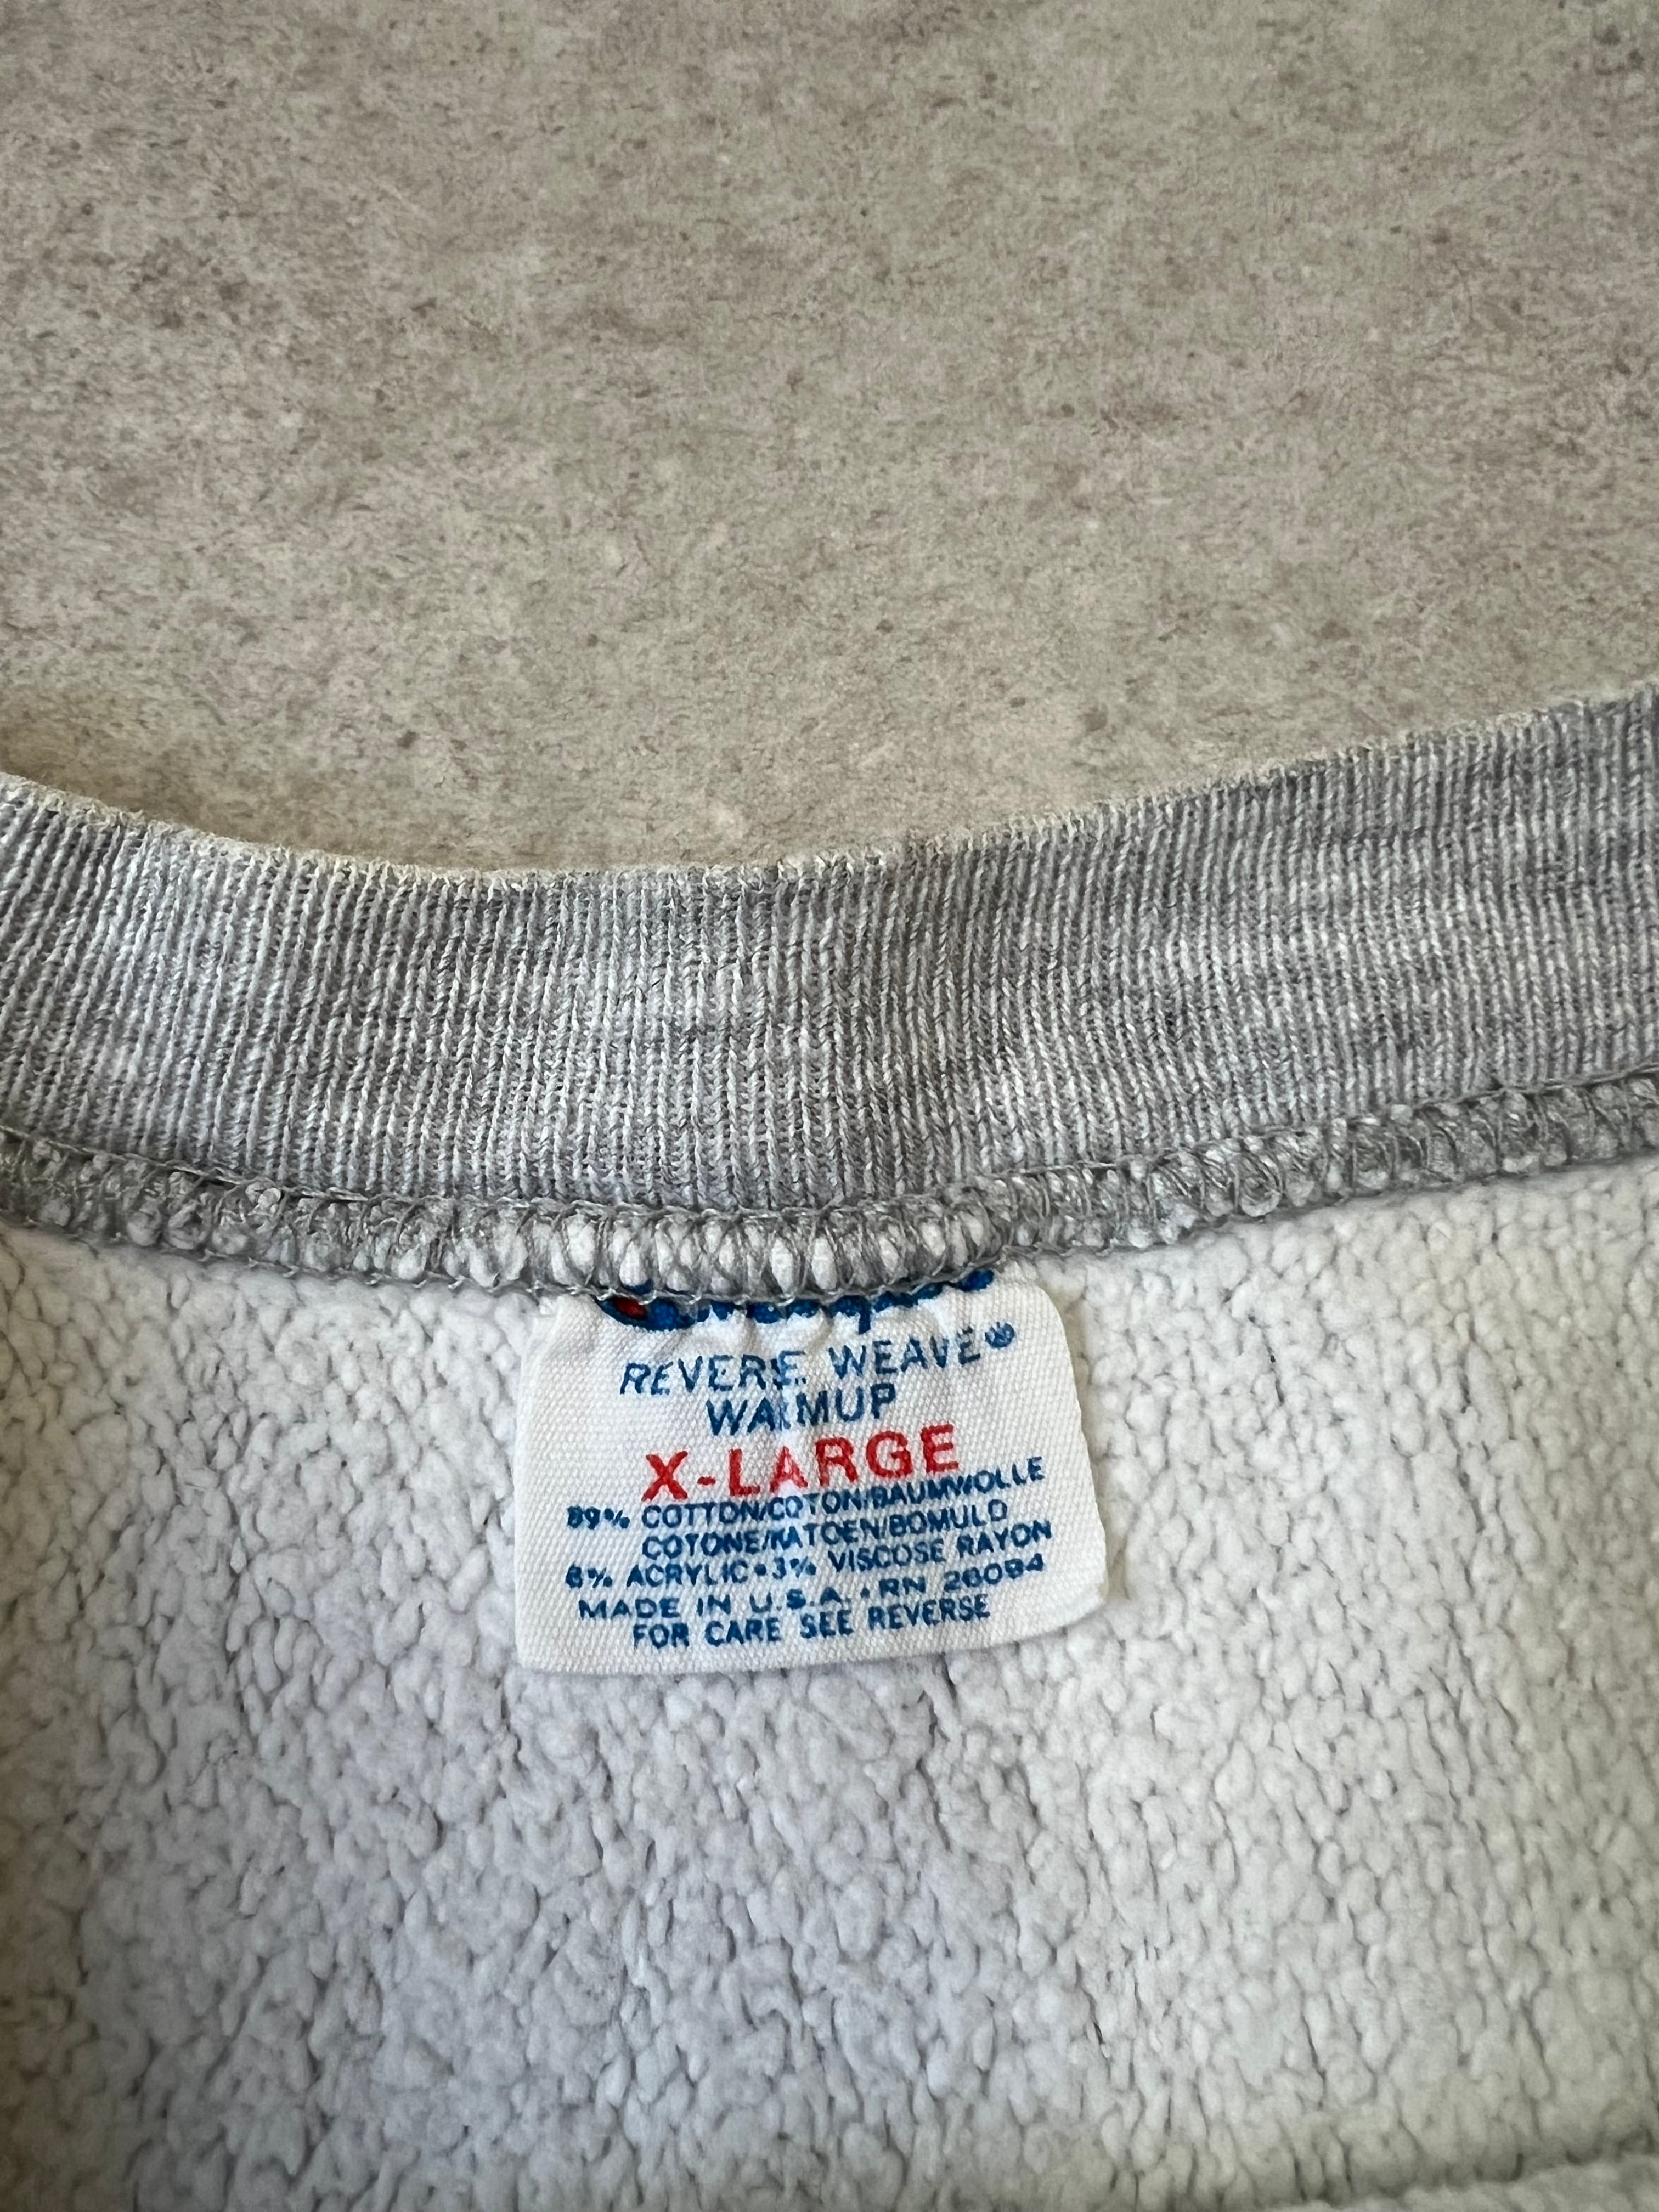 Champion
REVERSE WEAVE®
WARMUP
X-LARGE
89% COTTON/COTON/BAUMWOLLE
COTONE/KATOEN/BOMULD
8% ACRYLIC•3% VISCOSE RAYON
MADE IN U.S.A. • RN 26094
FOR CARE SEE REVERSE